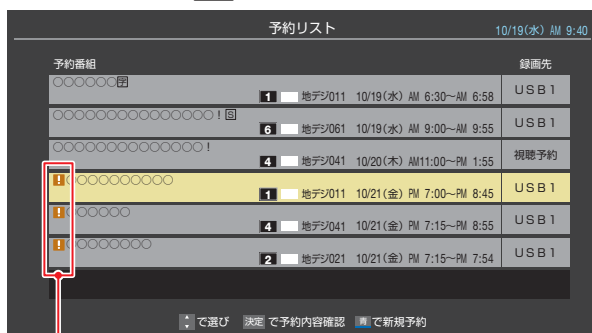 予約リスト 10/19(水) AM 9:40
予約番組 録画先
○○○○○○字
1 地デジ011 10/19(水) AM 6:30～AM 6:58 USB1
○○○○○○○○○○○○○○○！S
6 地デジ061 10/19(水) AM 9:00～AM 9:55 USB1
○○○○○○○○○○○○○○！
4 地デジ041 10/20(木) AM11:00～PM 1:55 視聴予約
!○○○○○○○○○○
1 地デジ011 10/21(金) PM 7:00～PM 8:45 USB1
!○○○○○○
4 地デジ041 10/21(金) PM 7:15～PM 8:55 USB1
!○○○○○○○○
2 地デジ021 10/21(金) PM 7:15～PM 7:54 USB1
で選び 決定 で予約内容確認 青 で新規予約